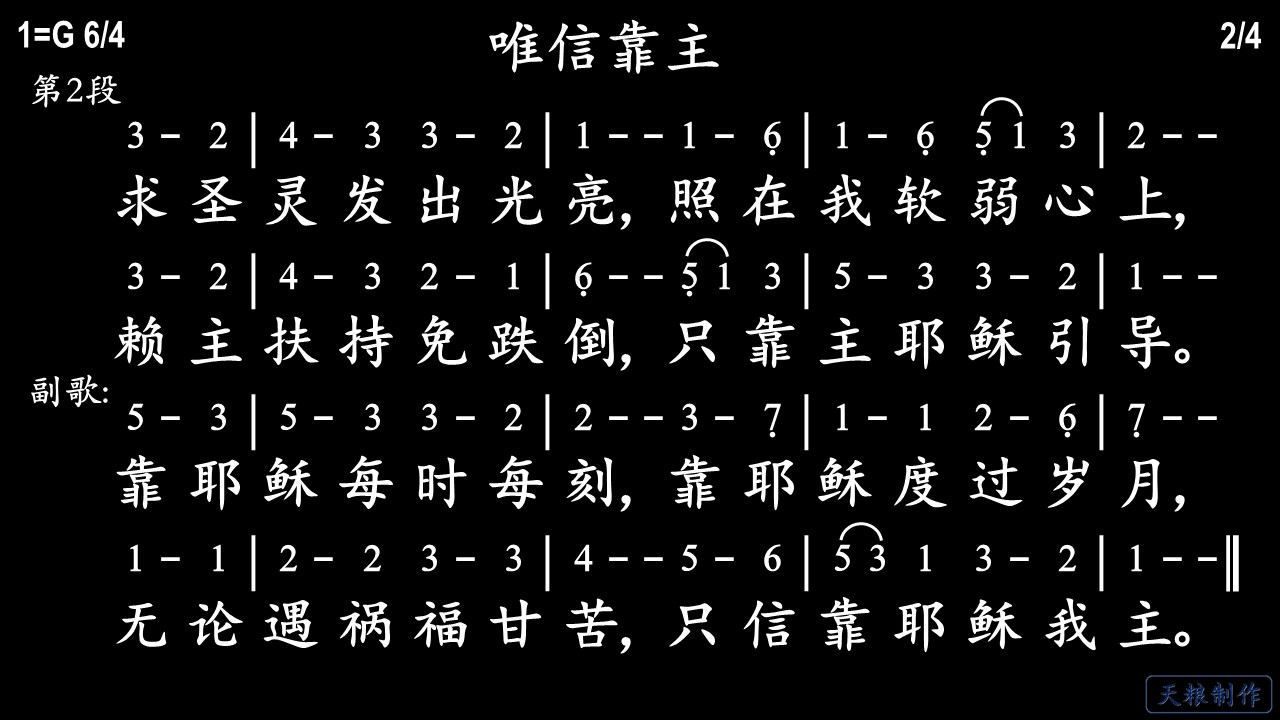 1=G 6/4
唯信靠主
2/4
第2段
3 - 2 | 4 - 3 3 - 2 | 1 - - 1 - 6̣ | 1 - 6̣ 5̣ 1 3 | 2 - -
求圣灵发出光亮,照在我软弱心上,
3 - 2 | 4 - 3 2 - 1 | 6̣ - - 5̣ 1 3 | 5 - 3 3 - 2 | 1 - -
赖主扶持免跌倒,只靠主耶稣引导。
副歌:
5 - 3 | 5 - 3 3 - 2 | 2 - - 3 - 7̣ | 1 - 1 2 - 6̣ | 7̣ - -
靠耶稣每时每刻,靠耶稣度过岁月,
1 - 1 | 2 - 2 3 - 3 | 4 - - 5 - 6 | 5 3 1 3 - 2 | 1 - - ‖
无论遇祸福甘苦,只信靠耶稣我主。
天粮制作